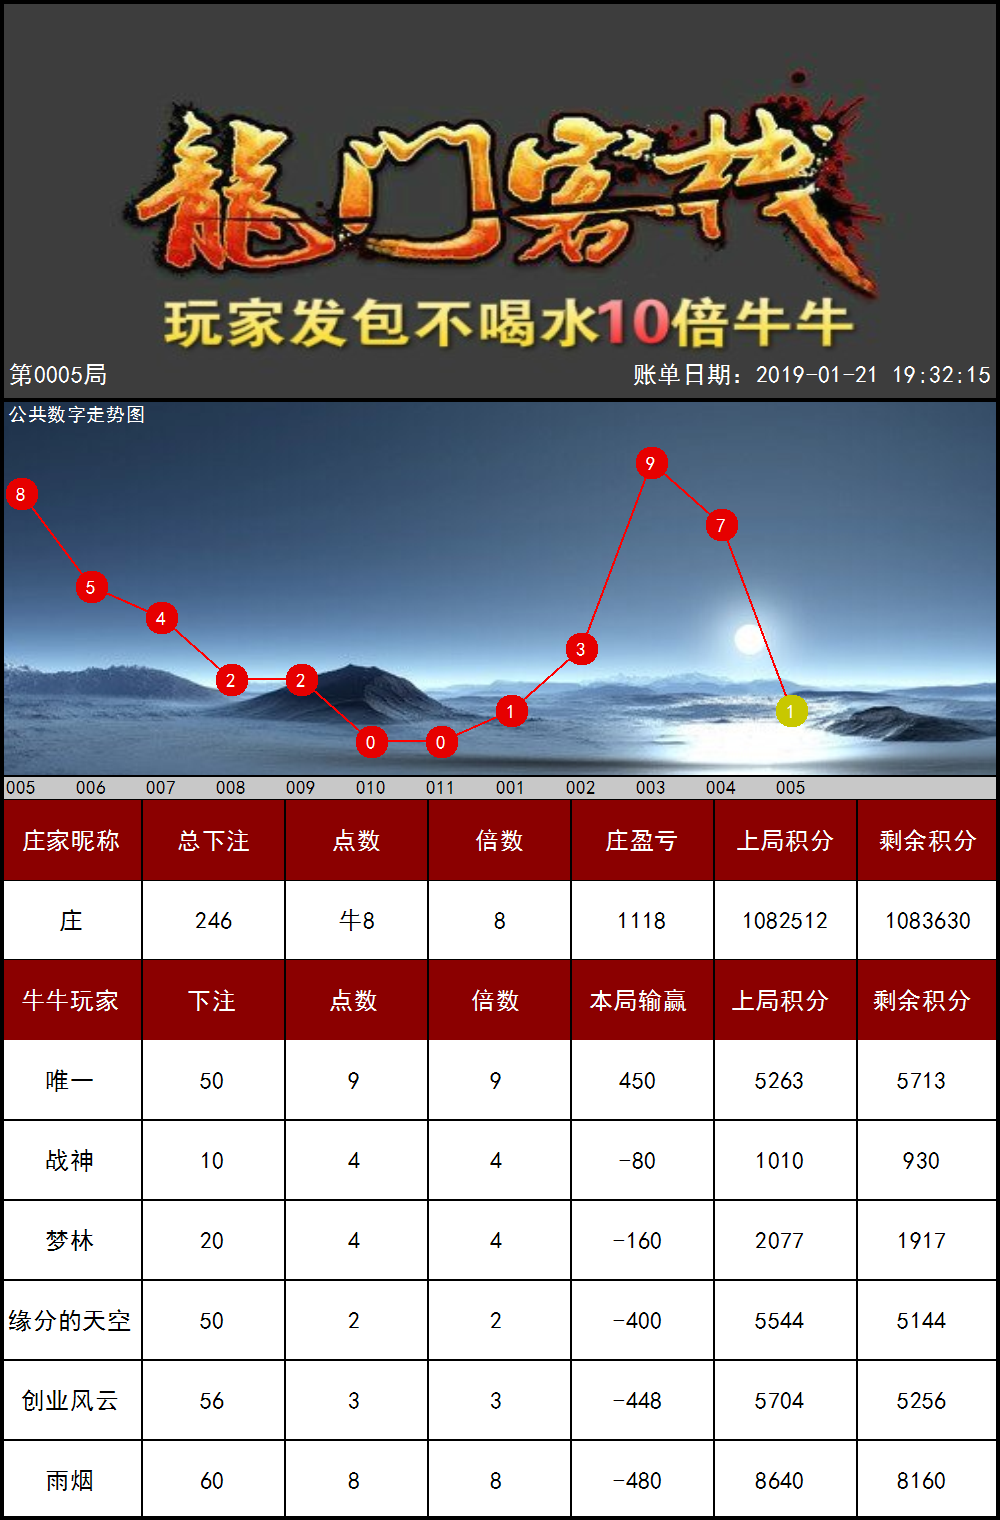 龍门客栈
玩家发包不喝水10倍牛牛
第0005局 账单日期：2019-01-21 19:32:15
公共数字走势图
8 5 4 2 2 0 0 1 3 9 7 1
005 006 007 008 009 010 011 001 002 003 004 005
庄家昵称 总下注 点数 倍数 庄盈亏 上局积分 剩余积分
庄 246 牛8 8 1118 1082512 1083630
牛牛玩家 下注 点数 倍数 本局输赢 上局积分 剩余积分
唯一 50 9 9 450 5263 5713
战神 10 4 4 -80 1010 930
梦林 20 4 4 -160 2077 1917
缘分的天空 50 2 2 -400 5544 5144
创业风云 56 3 3 -448 5704 5256
雨烟 60 8 8 -480 8640 8160